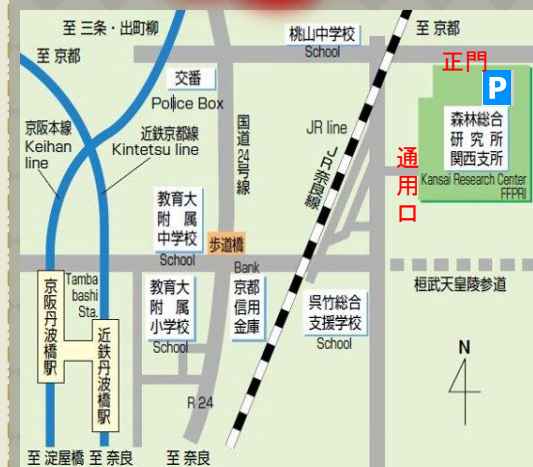 至 三条・出町柳
至 京都
桃山中学校
School
至 京都
正門
P
交番
Police Box
京阪本線
Keihan
line
近鉄京都線
Kintetsu line
国道24号線
JR line
JR奈良線
森林総合
研究所
関西支所
Kansai Research Center
FFPRI
通用口
教育大
附属
中学校
School
歩道橋
Bank
京都
信用
金庫
教育大
附属
小学校
School
呉竹総合
支援学校
School
桓武天皇陵参道
Tamba
bashi
Sta.
京阪丹波橋駅
近鉄丹波橋駅
N
R 24
至 淀屋橋
至 奈良
至 奈良